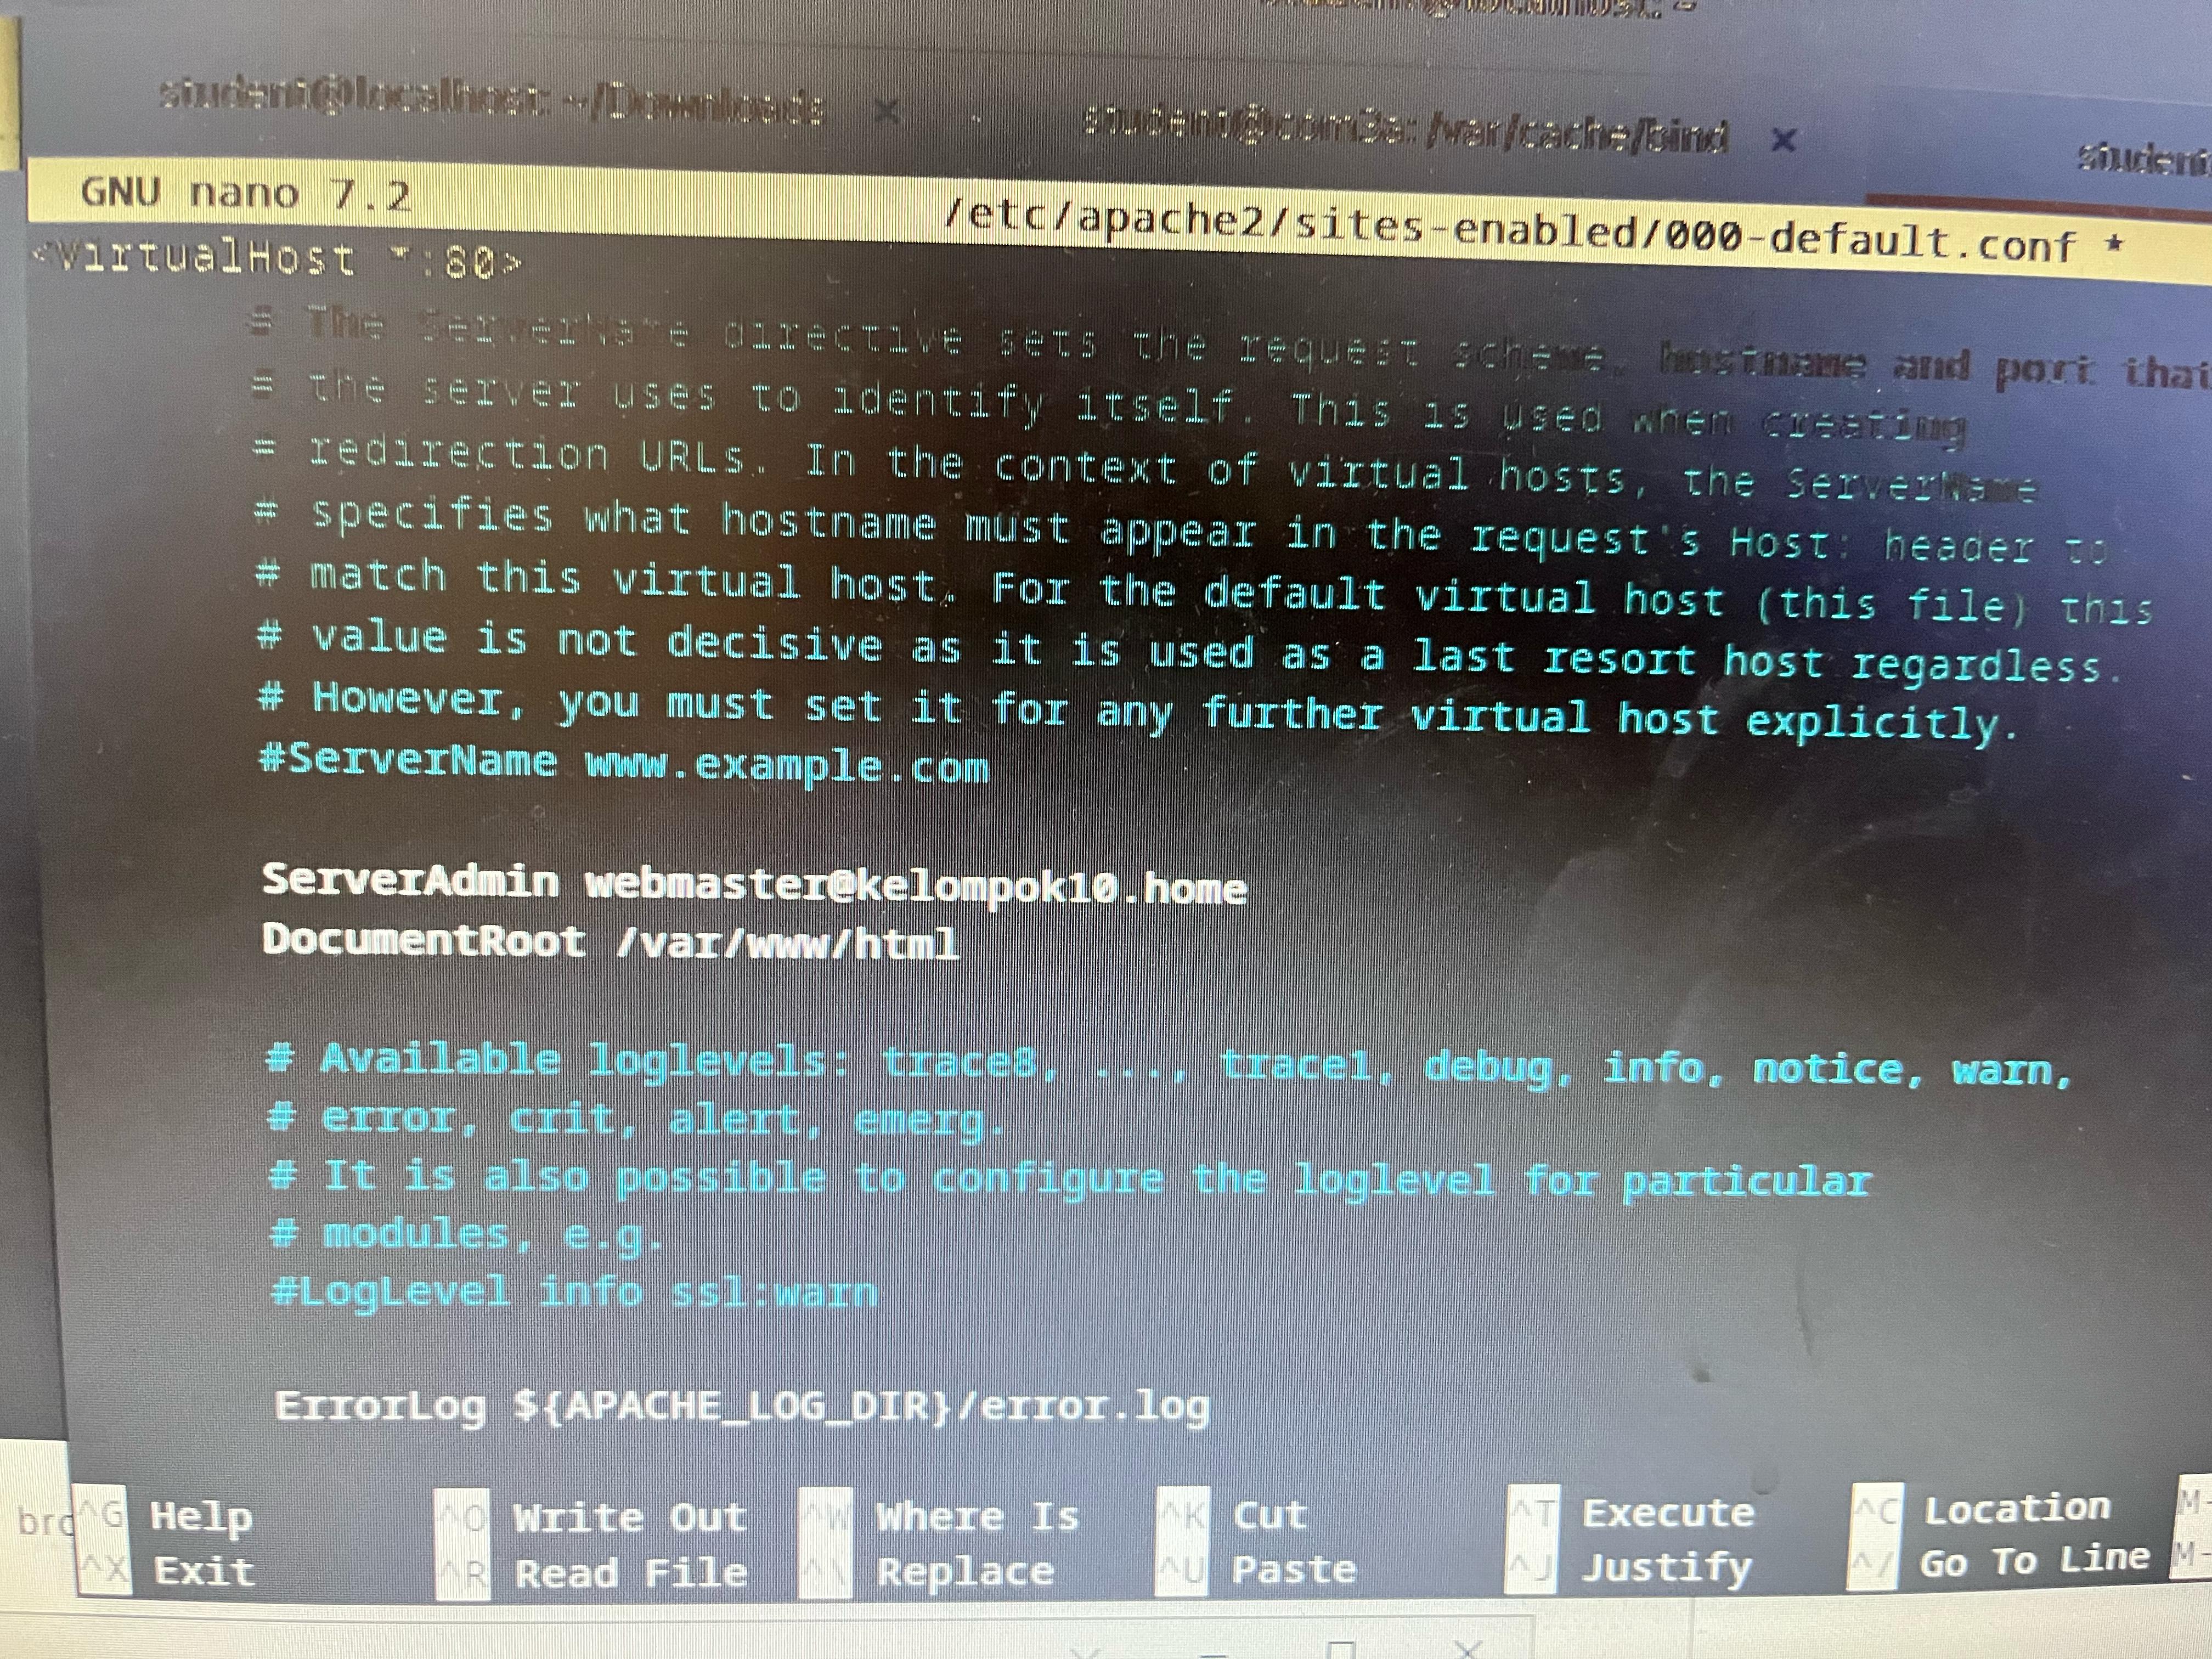 student@localhost: ~/Downloads
student@com3a: /var/cache/bind
student
GNU nano 7.2 /etc/apache2/sites-enabled/000-default.conf *
<VirtualHost *:80>
# The ServerName directive sets the request scheme, hostname and port that
# the server uses to identify itself. This is used when creating
# redirection URLs. In the context of virtual hosts, the ServerName
# specifies what hostname must appear in the request's Host: header to
# match this virtual host. For the default virtual host (this file) this
# value is not decisive as it is used as a last resort host regardless.
# However, you must set it for any further virtual host explicitly.
#ServerName www.example.com
ServerAdmin webmaster@kelompok10.home
DocumentRoot /var/www/html
# Available loglevels: trace8, ..., trace1, debug, info, notice, warn,
# error, crit, alert, emerg.
# It is also possible to configure the loglevel for particular
# modules, e.g.
#LogLevel info ssl:warn
ErrorLog ${APACHE_LOG_DIR}/error.log
^G Help ^O Write Out ^W Where Is ^K Cut ^T Execute ^C Location M-
^X Exit ^R Read File ^\ Replace ^U Paste ^J Justify ^/ Go To Line M-